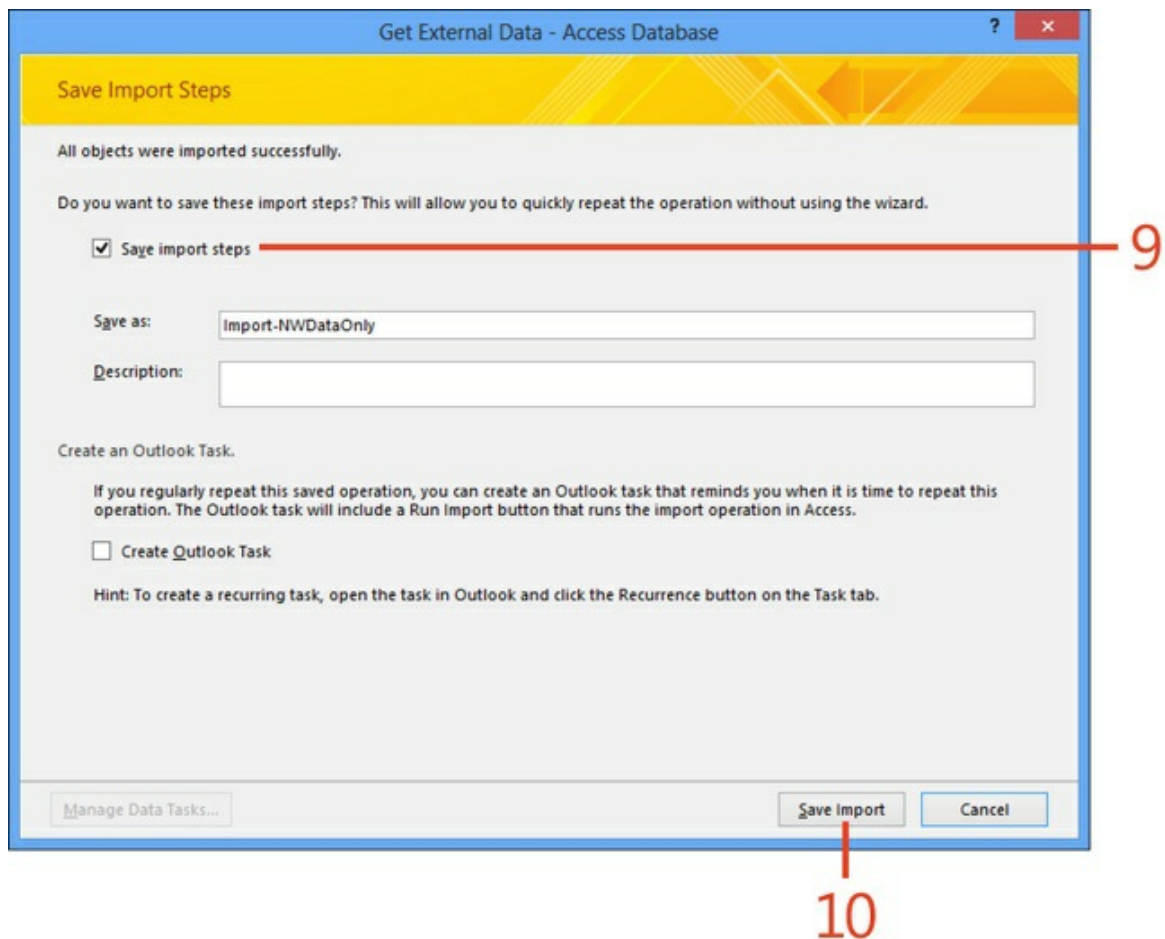 Get External Data - Access Database
?
Save Import Steps
All objects were imported successfully.
Do you want to save these import steps? This will allow you to quickly repeat the operation without using the wizard.
Save import steps
9
Save as:
Import-NWDataOnly
Description:
Create an Outlook Task.
If you regularly repeat this saved operation, you can create an Outlook task that reminds you when it is time to repeat this
operation. The Outlook task will include a Run Import button that runs the import operation in Access.
Create Outlook Task
Hint: To create a recurring task, open the task in Outlook and click the Recurrence button on the Task tab.
Manage Data Tasks...
Save Import
Cancel
10